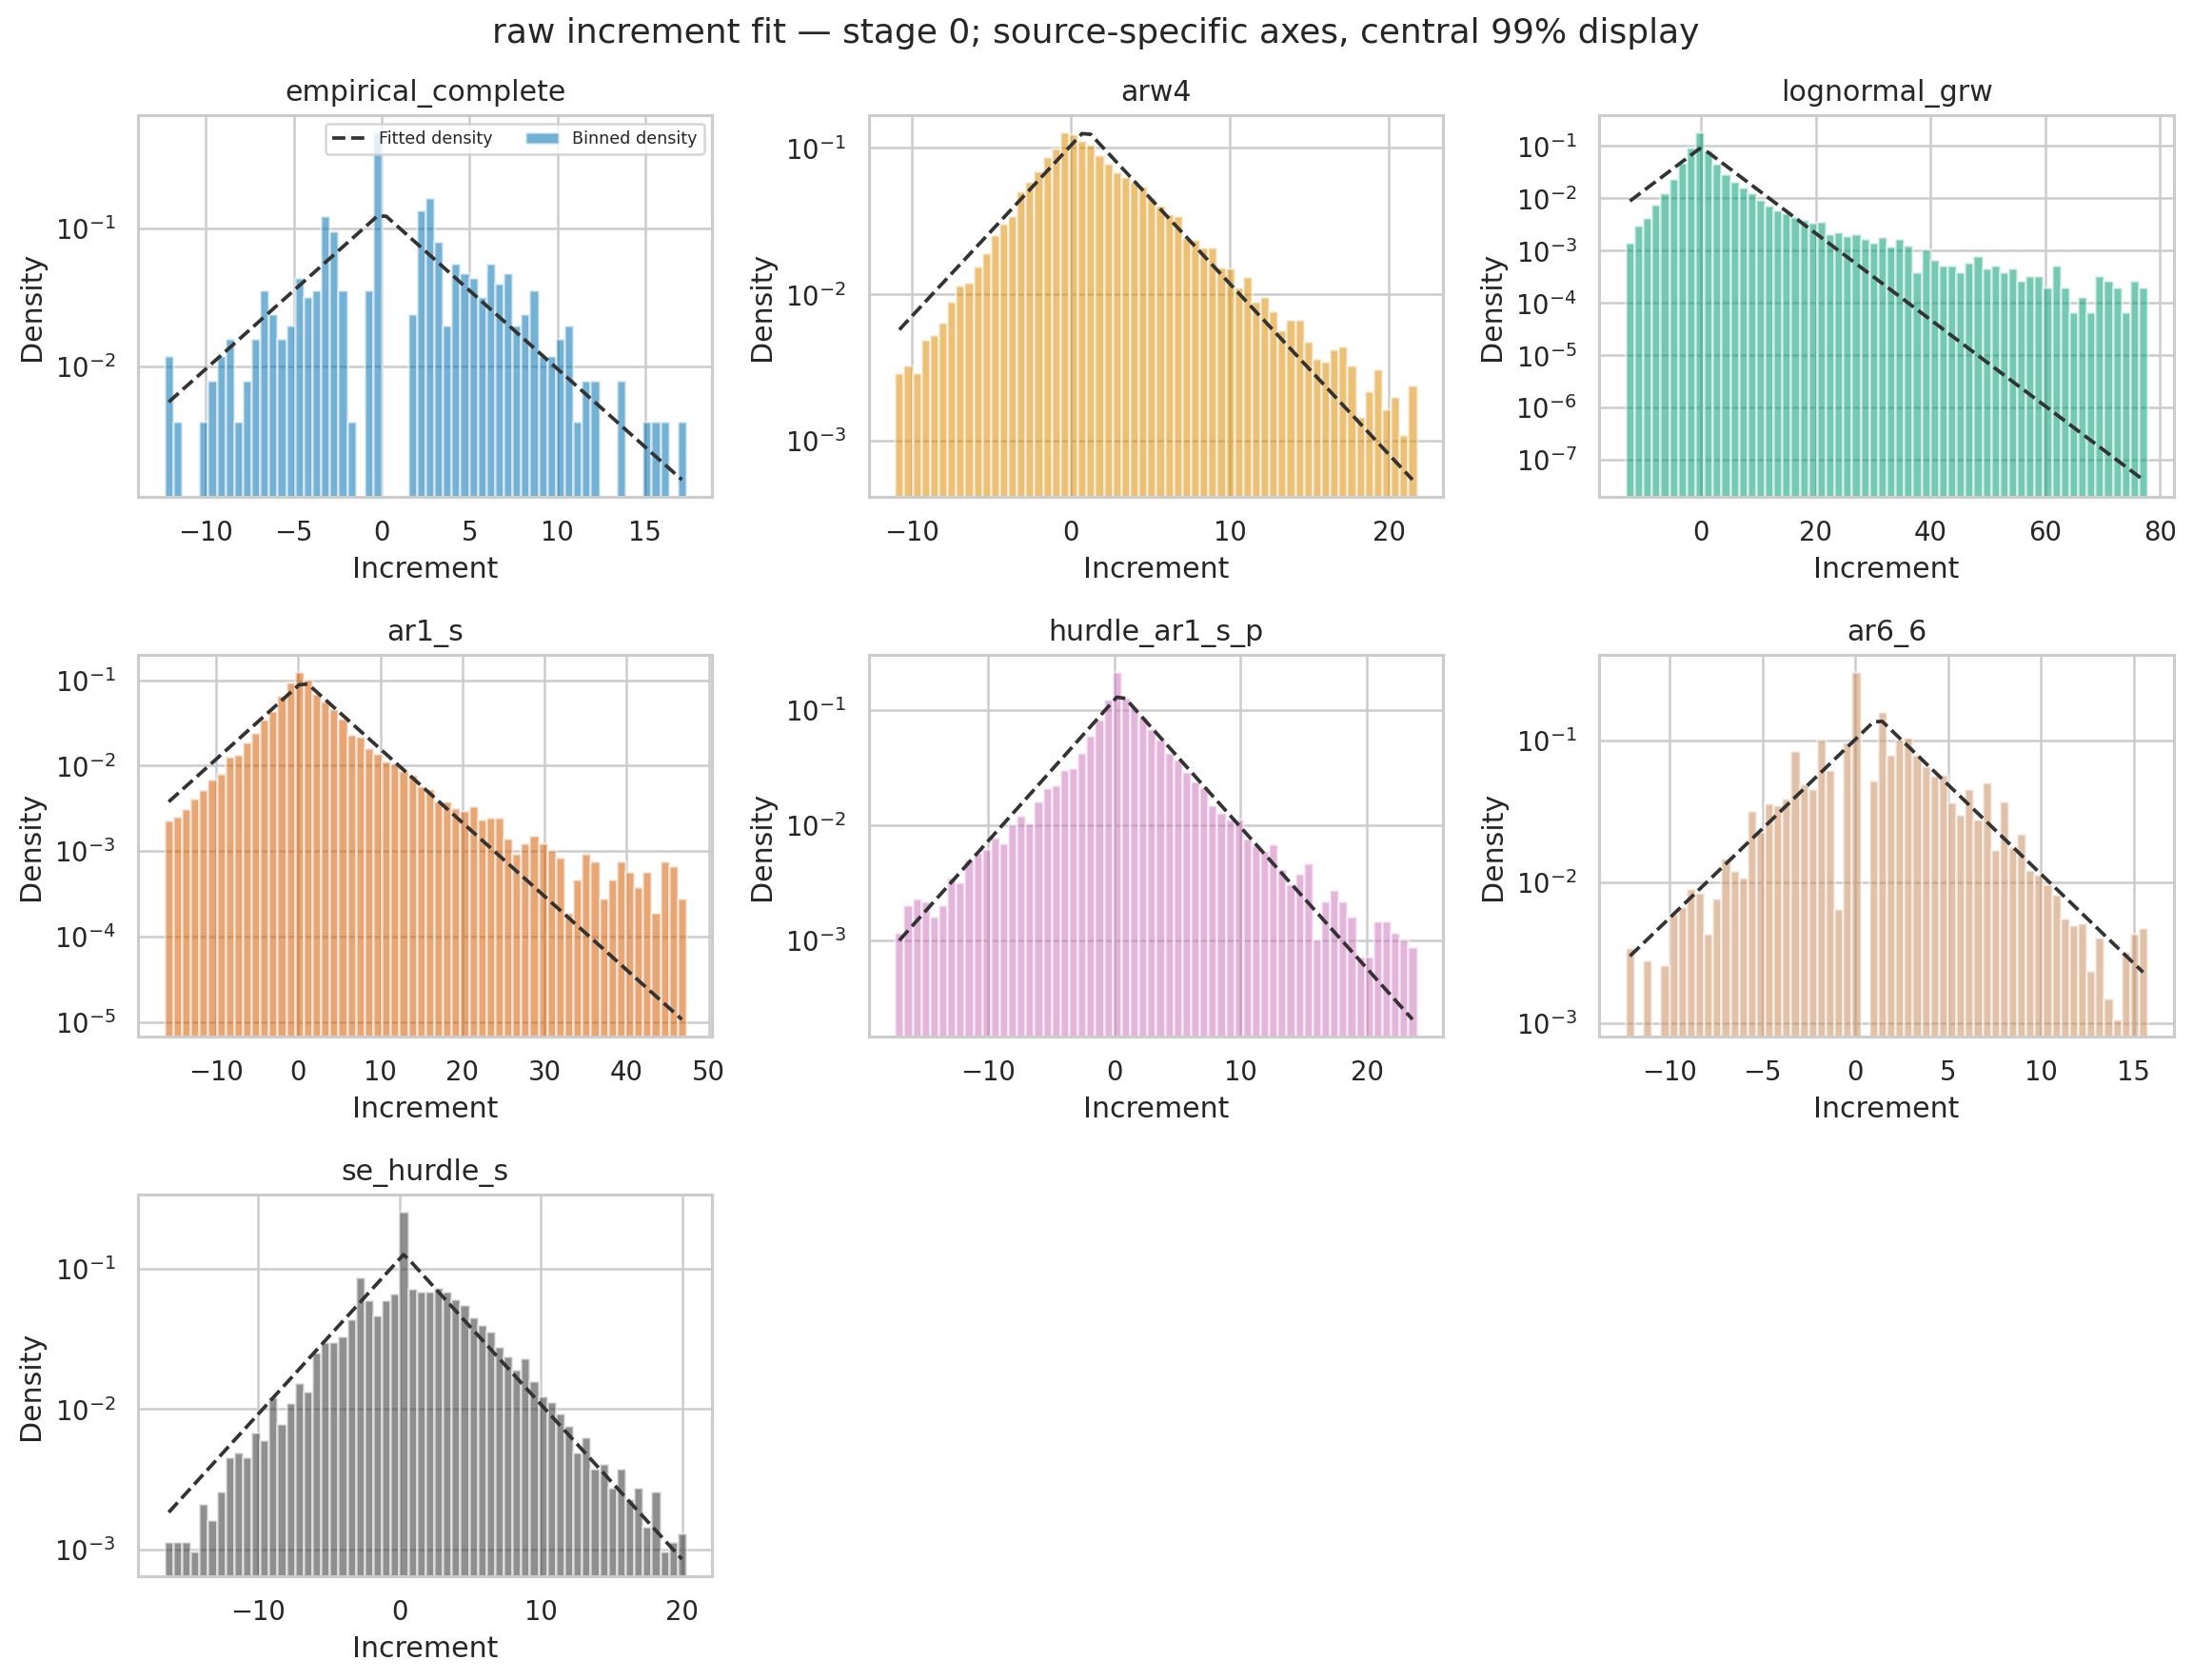 raw increment fit — stage 0; source-specific axes, central 99% display
empirical_complete
Fitted density
Binned density
10⁻¹
10⁻²
Density
−10 −5 0 5 10 15
Increment
arw4
10⁻¹
10⁻²
10⁻³
Density
−10 0 10 20
Increment
lognormal_grw
10⁻¹
10⁻²
10⁻³
10⁻⁴
10⁻⁵
10⁻⁶
10⁻⁷
Density
0 20 40 60 80
Increment
ar1_s
10⁻¹
10⁻²
10⁻³
10⁻⁴
10⁻⁵
Density
−10 0 10 20 30 40 50
Increment
hurdle_ar1_s_p
10⁻¹
10⁻²
10⁻³
Density
−10 0 10 20
Increment
ar6_6
10⁻¹
10⁻²
10⁻³
Density
−10 −5 0 5 10 15
Increment
se_hurdle_s
10⁻¹
10⁻²
10⁻³
Density
−10 0 10 20
Increment